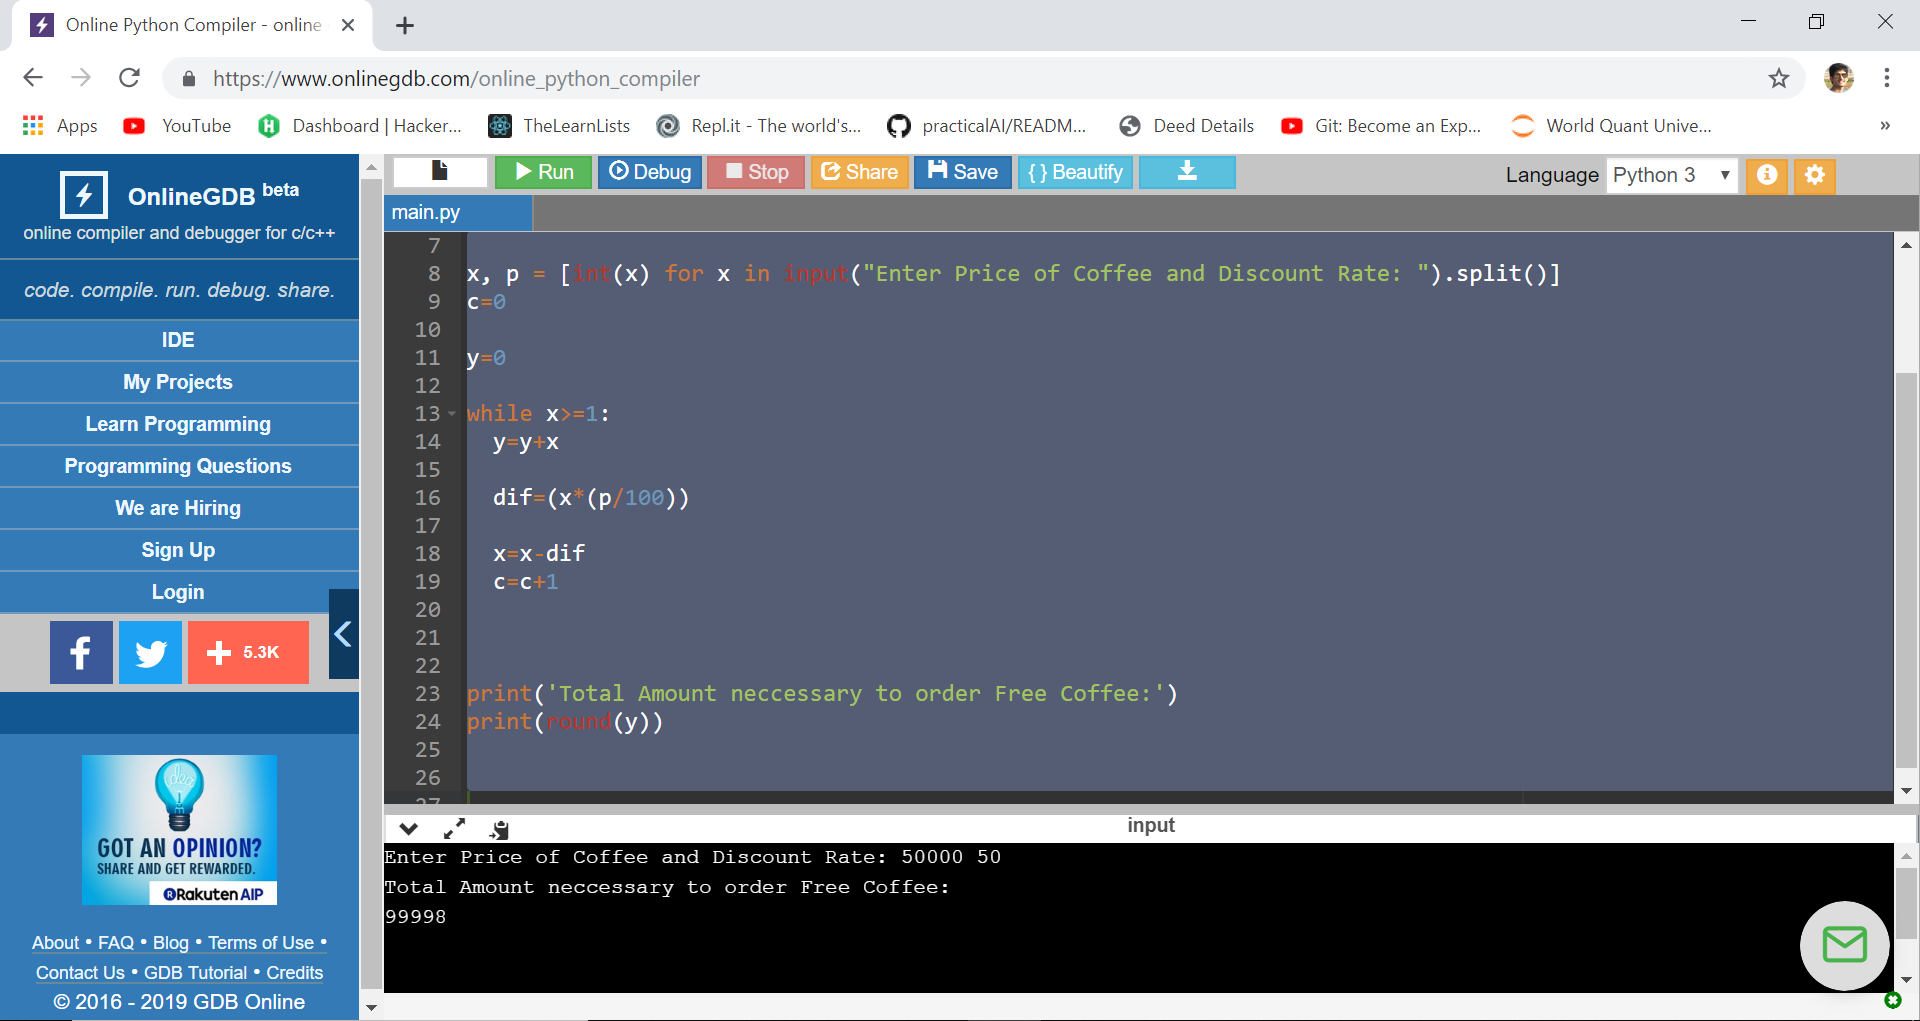 Online Python Compiler - online
https://www.onlinegdb.com/online_python_compiler
Apps YouTube Dashboard | Hacker... TheLearnLists Repl.it - The world's... practicalAI/READM... Deed Details Git: Become an Exp... World Quant Unive... »
OnlineGDB beta
online compiler and debugger for c/c++
code. compile. run. debug. share.
IDE
My Projects
Learn Programming
Programming Questions
We are Hiring
Sign Up
Login
5.3K
idea
GOT AN OPINION?
SHARE AND GET REWARDED.
Rakuten AIP
About • FAQ • Blog • Terms of Use •
Contact Us • GDB Tutorial • Credits
© 2016 - 2019 GDB Online
Run Debug Stop Share Save { } Beautify
Language Python 3
main.py
7
8 x, p = [int(x) for x in input("Enter Price of Coffee and Discount Rate: ").split()]
9 c=0
10
11 y=0
12
13 while x>=1:
14 y=y+x
15
16 dif=(x*(p/100))
17
18 x=x-dif
19 c=c+1
20
21
22
23 print('Total Amount neccessary to order Free Coffee:')
24 print(round(y))
25
26
27
input
Enter Price of Coffee and Discount Rate: 50000 50
Total Amount neccessary to order Free Coffee:
99998